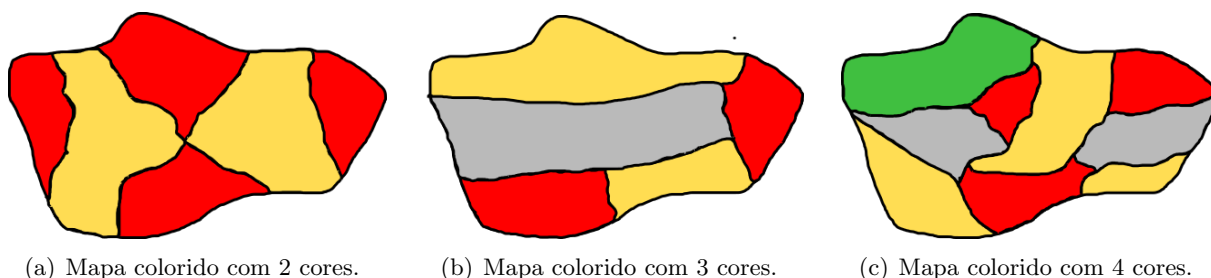 (a) Mapa colorido com 2 cores.
(b) Mapa colorido com 3 cores.
(c) Mapa colorido com 4 cores.